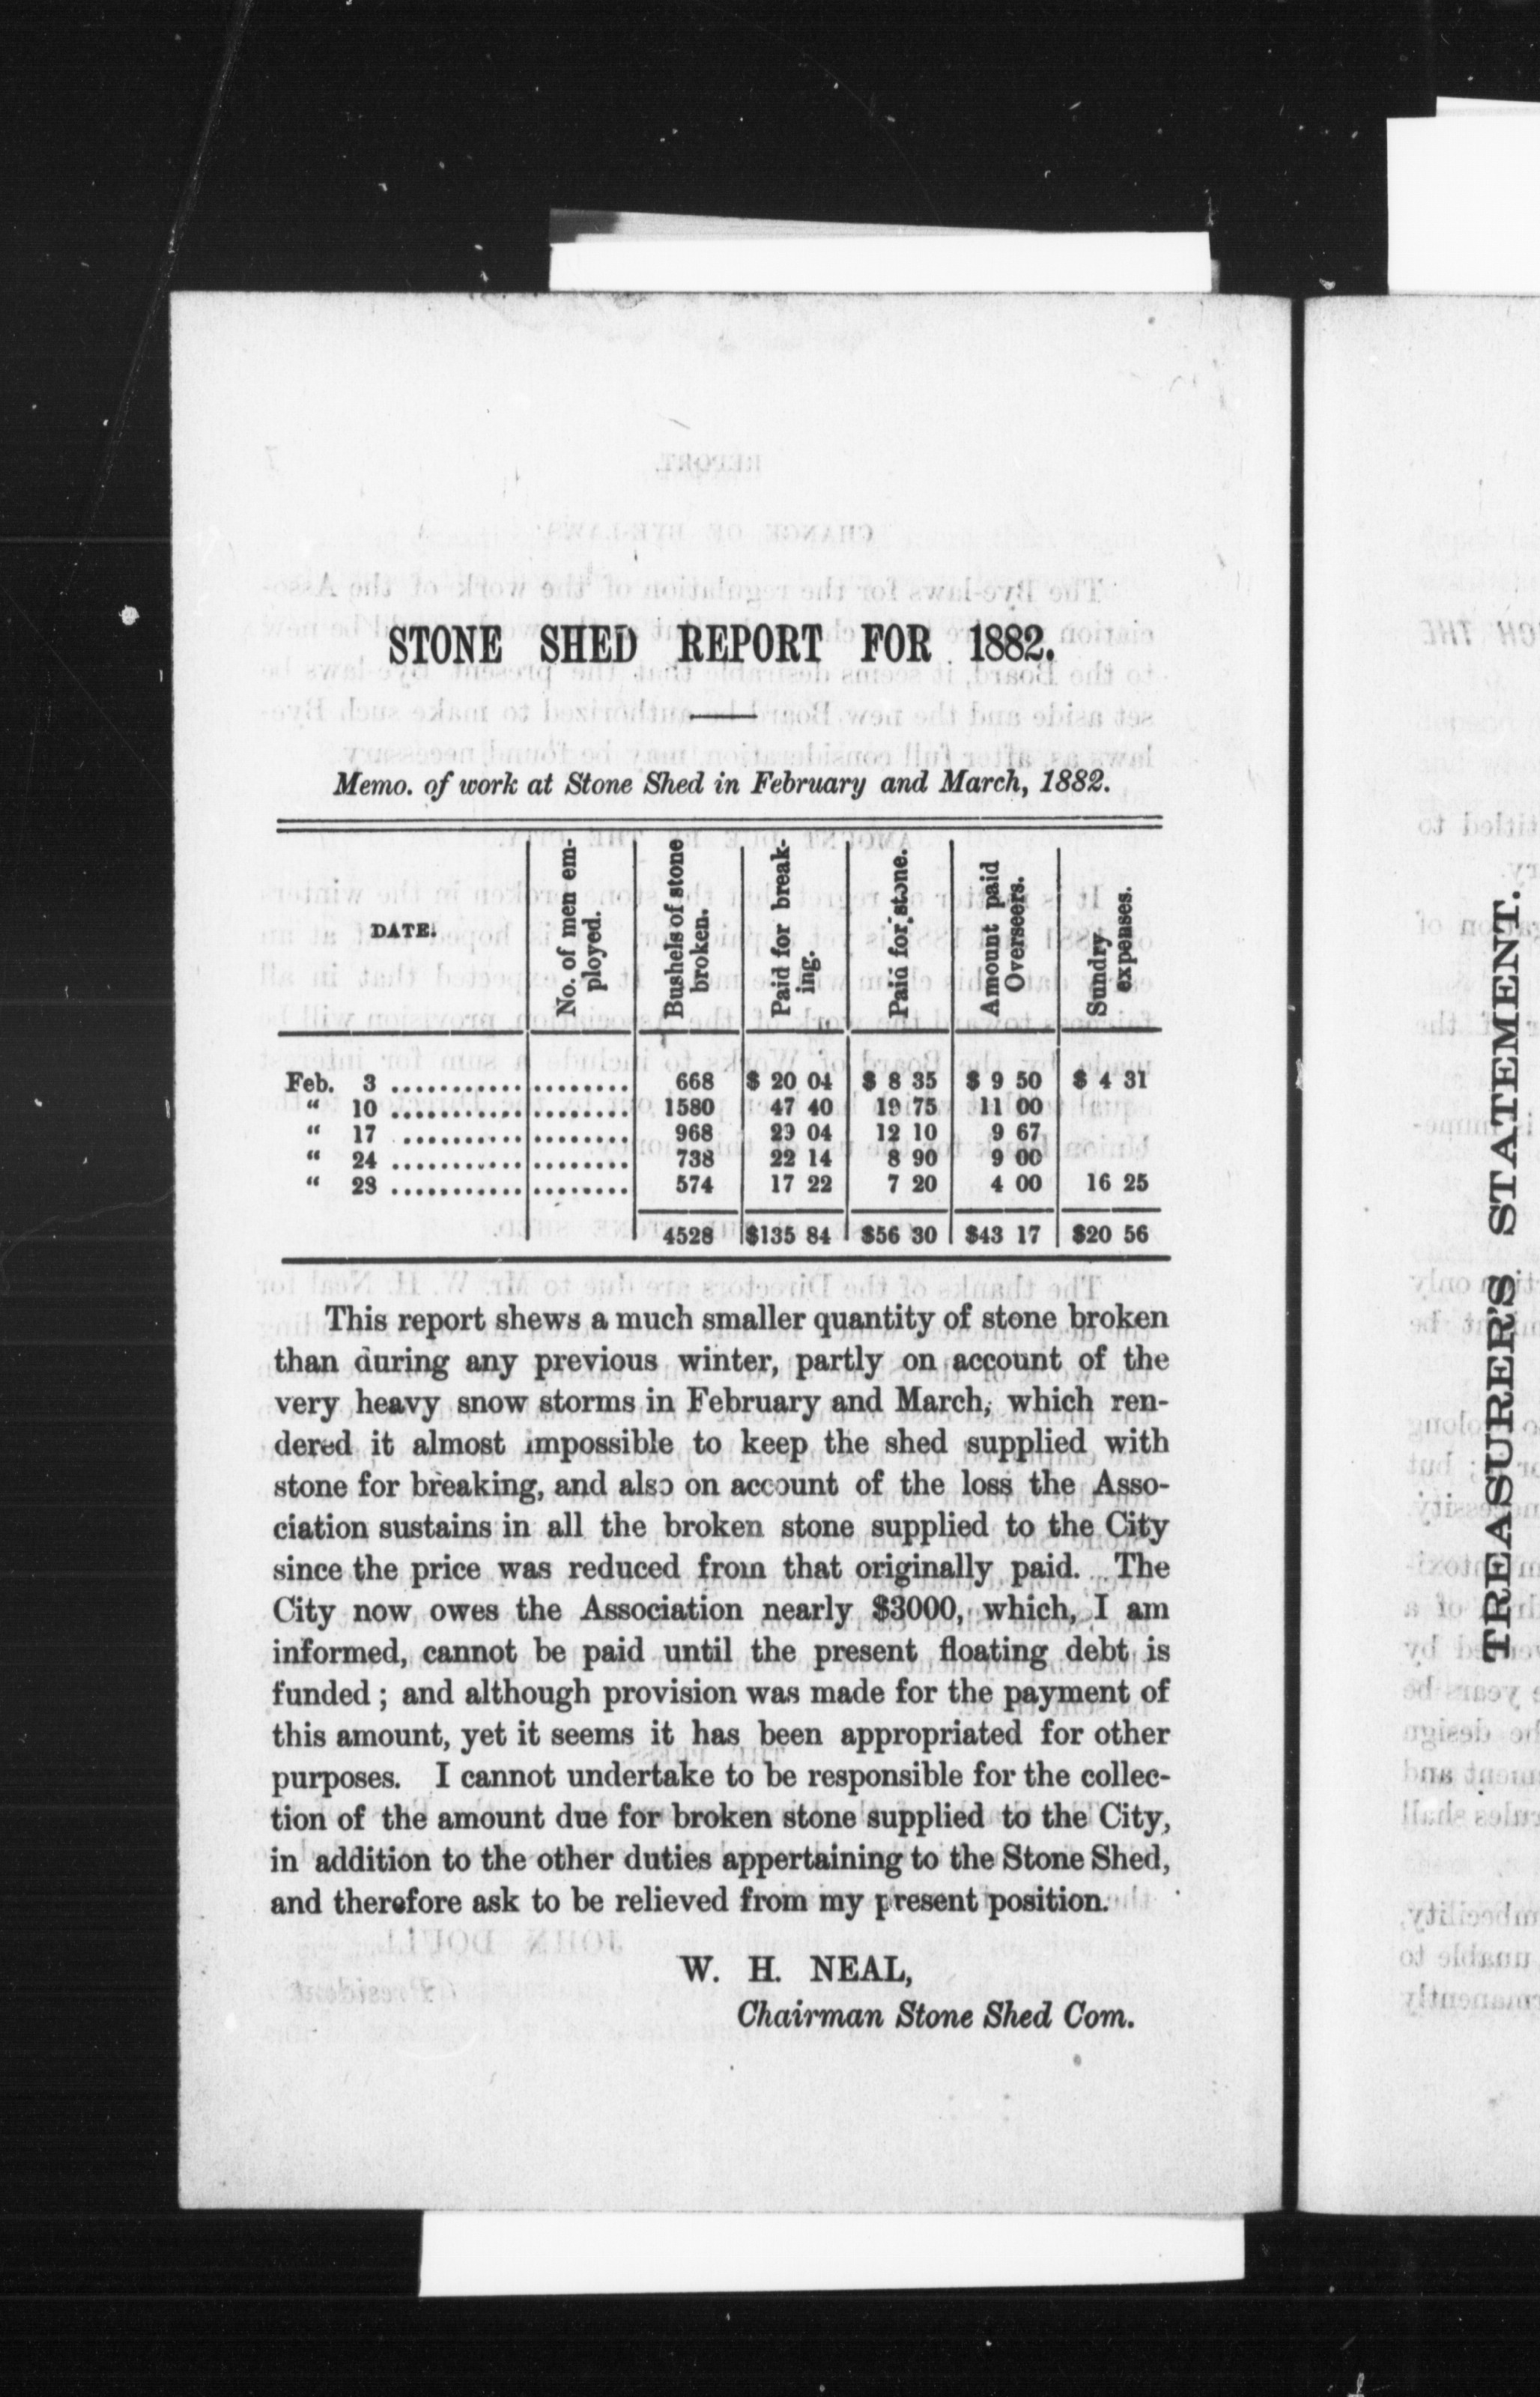 STONE SHED REPORT FOR 1882.
Memo. of work at Stone Shed in February and March, 1882.
DATE. No. of men em-ployed. Bushels of stone broken. Paid for break-ing. Paid for stone. Amount paid Overseers. Sundry expenses.
Feb. 3 ........... ........ 668 $ 20 04 $ 8 35 $ 9 50 $ 4 31
“ 10 ........... ........ 1580 47 40 19 75 11 00
“ 17 ........... ........ 968 29 04 12 10 9 67
“ 24 ........... ........ 738 22 14 8 90 9 00
“ 28 ........... ........ 574 17 22 7 20 4 00 16 25
4528 $135 84 $56 30 $43 17 $20 56
This report shews a much smaller quantity of stone broken
than during any previous winter, partly on account of the
very heavy snow storms in February and March, which ren-
dered it almost impossible to keep the shed supplied with
stone for breaking, and also on account of the loss the Asso-
ciation sustains in all the broken stone supplied to the City
since the price was reduced from that originally paid. The
City now owes the Association nearly $3000, which, I am
informed, cannot be paid until the present floating debt is
funded ; and although provision was made for the payment of
this amount, yet it seems it has been appropriated for other
purposes. I cannot undertake to be responsible for the collec-
tion of the amount due for broken stone supplied to the City,
in addition to the other duties appertaining to the Stone Shed,
and therefore ask to be relieved from my present position.
W. H. NEAL,
Chairman Stone Shed Com.
TREASURER'S STATEMENT.